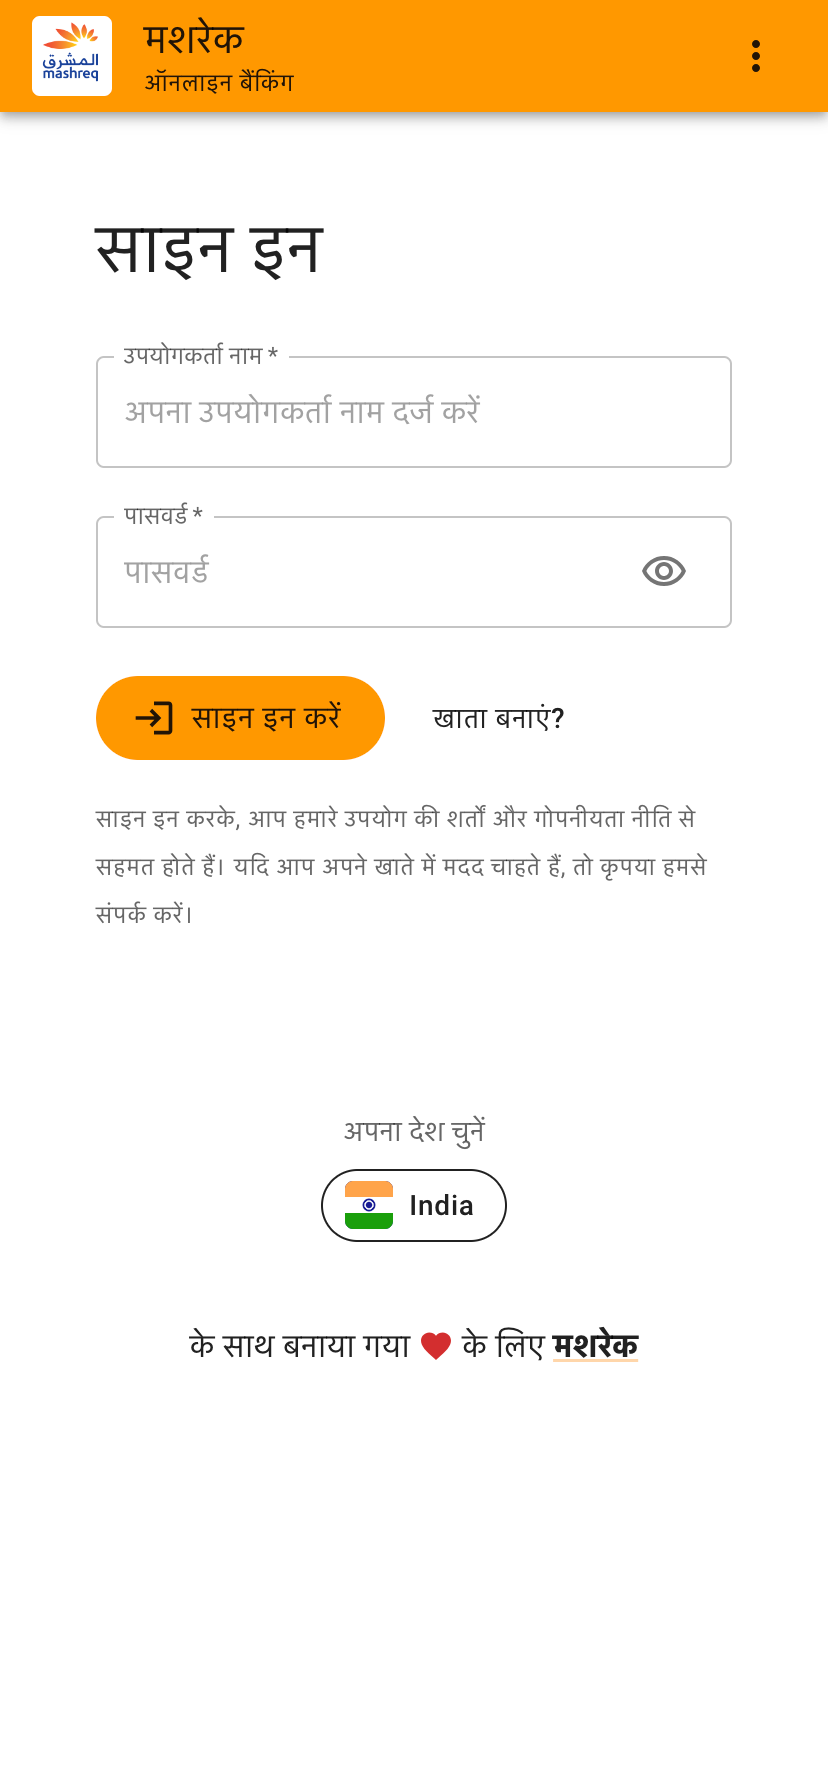 المشرق
mashreq
मशरेक
ऑनलाइन बैंकिंग
साइन इन
उपयोगकर्ता नाम *
अपना उपयोगकर्ता नाम दर्ज करें
पासवर्ड *
पासवर्ड
साइन इन करें
खाता बनाएं?
साइन इन करके, आप हमारे उपयोग की शर्तों और गोपनीयता नीति से
सहमत होते हैं। यदि आप अपने खाते में मदद चाहते हैं, तो कृपया हमसे
संपर्क करें।
अपना देश चुनें
India
के साथ बनाया गया ❤ के लिए मशरेक